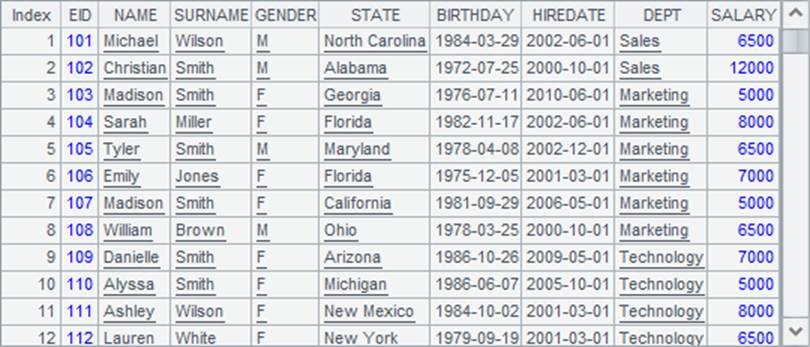 Index EID NAME SURNAME GENDER STATE BIRTHDAY HIREDATE DEPT SALARY
1 101 Michael Wilson M North Carolina 1984-03-29 2002-06-01 Sales 6500
2 102 Christian Smith M Alabama 1972-07-25 2000-10-01 Sales 12000
3 103 Madison Smith F Georgia 1976-07-11 2010-06-01 Marketing 5000
4 104 Sarah Miller F Florida 1982-11-17 2002-06-01 Marketing 8000
5 105 Tyler Smith M Maryland 1978-04-08 2002-12-01 Marketing 6500
6 106 Emily Jones F Florida 1975-12-05 2001-03-01 Marketing 7000
7 107 Madison Smith F California 1981-09-29 2006-05-01 Marketing 5000
8 108 William Brown M Ohio 1978-03-25 2000-10-01 Marketing 6500
9 109 Danielle Smith F Arizona 1986-10-26 2009-05-01 Technology 7000
10 110 Alyssa Smith F Michigan 1986-06-07 2005-10-01 Technology 5000
11 111 Ashley Wilson F New Mexico 1984-10-02 2001-03-01 Technology 8000
12 112 Lauren White F New York 1979-09-19 2001-03-01 Technology 6500